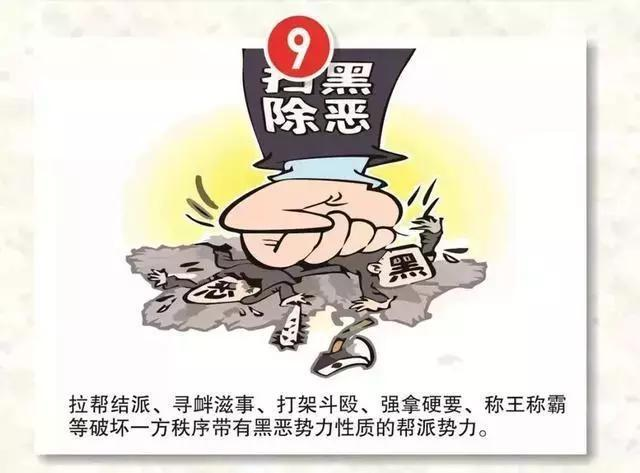 9
扫黑
除恶
恶
黑
拉帮结派、寻衅滋事、打架斗殴、强拿硬要、称王称霸
等破坏一方秩序带有黑恶势力性质的帮派势力。